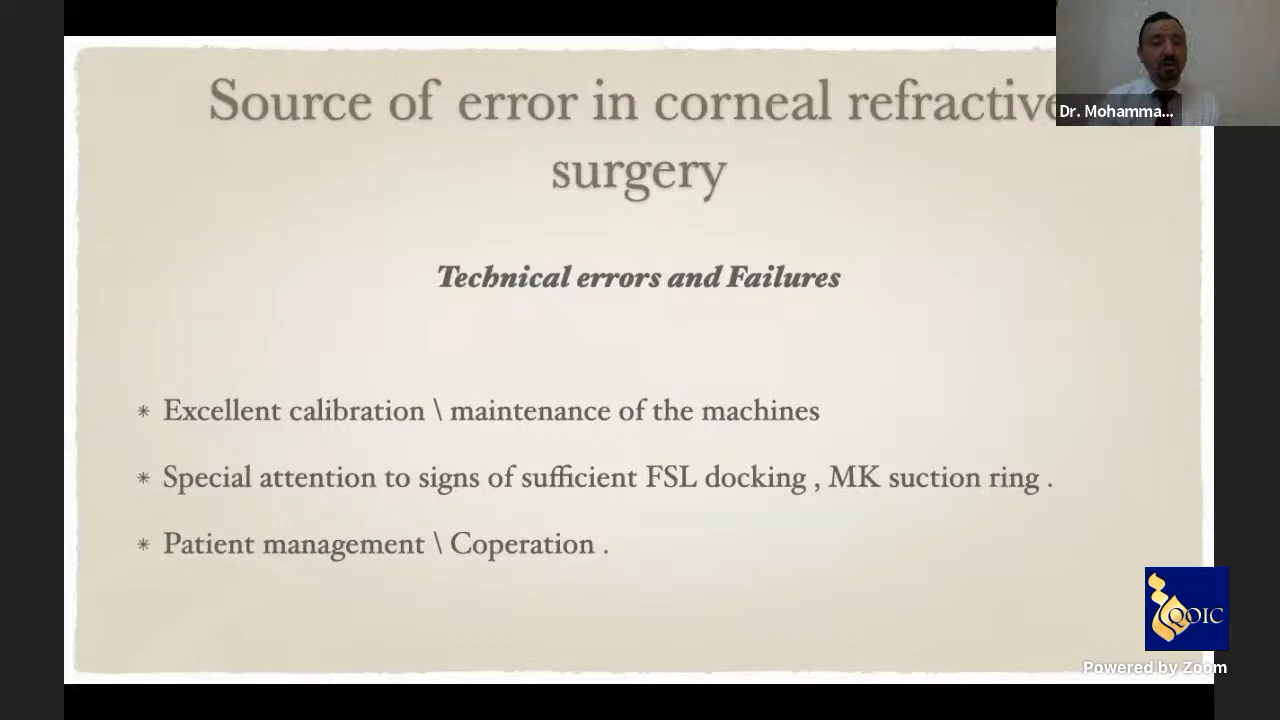 Source of error in corneal refractive
surgery
Dr. Mohamma...
Technical errors and Failures
* Excellent calibration \ maintenance of the machines
* Special attention to signs of sufficient FSL docking , MK suction ring .
* Patient management \ Coperation .
QOIC
Powered by Zoom